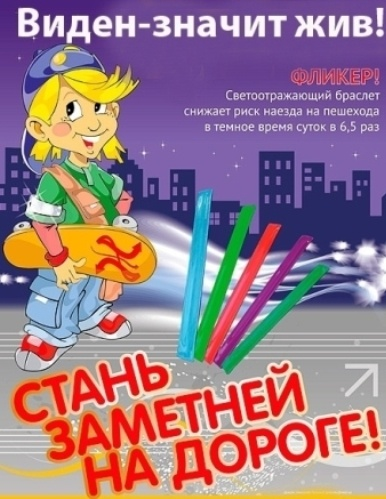 Виден-значит жив!
ФЛИКЕР!
Светоотражающий браслет
снижает риск наезда на пешехода
в темное время суток в 6,5 раз
СТАНЬ
ЗАМЕТНЕЙ
НА ДОРОГЕ!